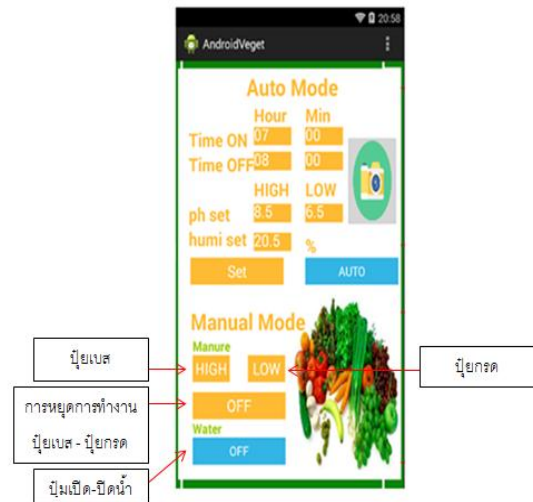 20:58
AndroidVeget
Auto Mode
Hour Min
Time ON 07 00
Time OFF 08 00
HIGH LOW
ph set 8.5 6.5
humi set 20.5 %
Set AUTO
Manual Mode
Manure
HIGH LOW
OFF
Water
OFF
ปุ๋ยเบส
การหยุดการทำงาน
ปุ๋ยเบส - ปุ๋ยกรด
ปุ่มเปิด-ปิดน้ำ
ปุ๋ยกรด